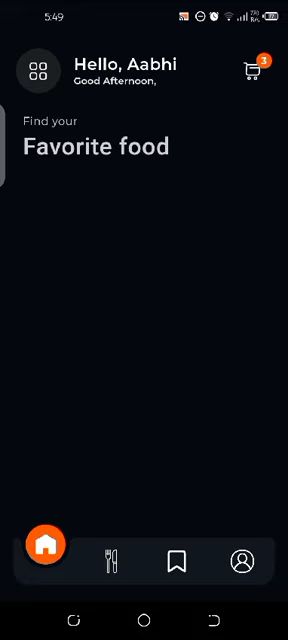 5:49
Hello, Aabhi
3
Good Afternoon,
Find your
Favorite food